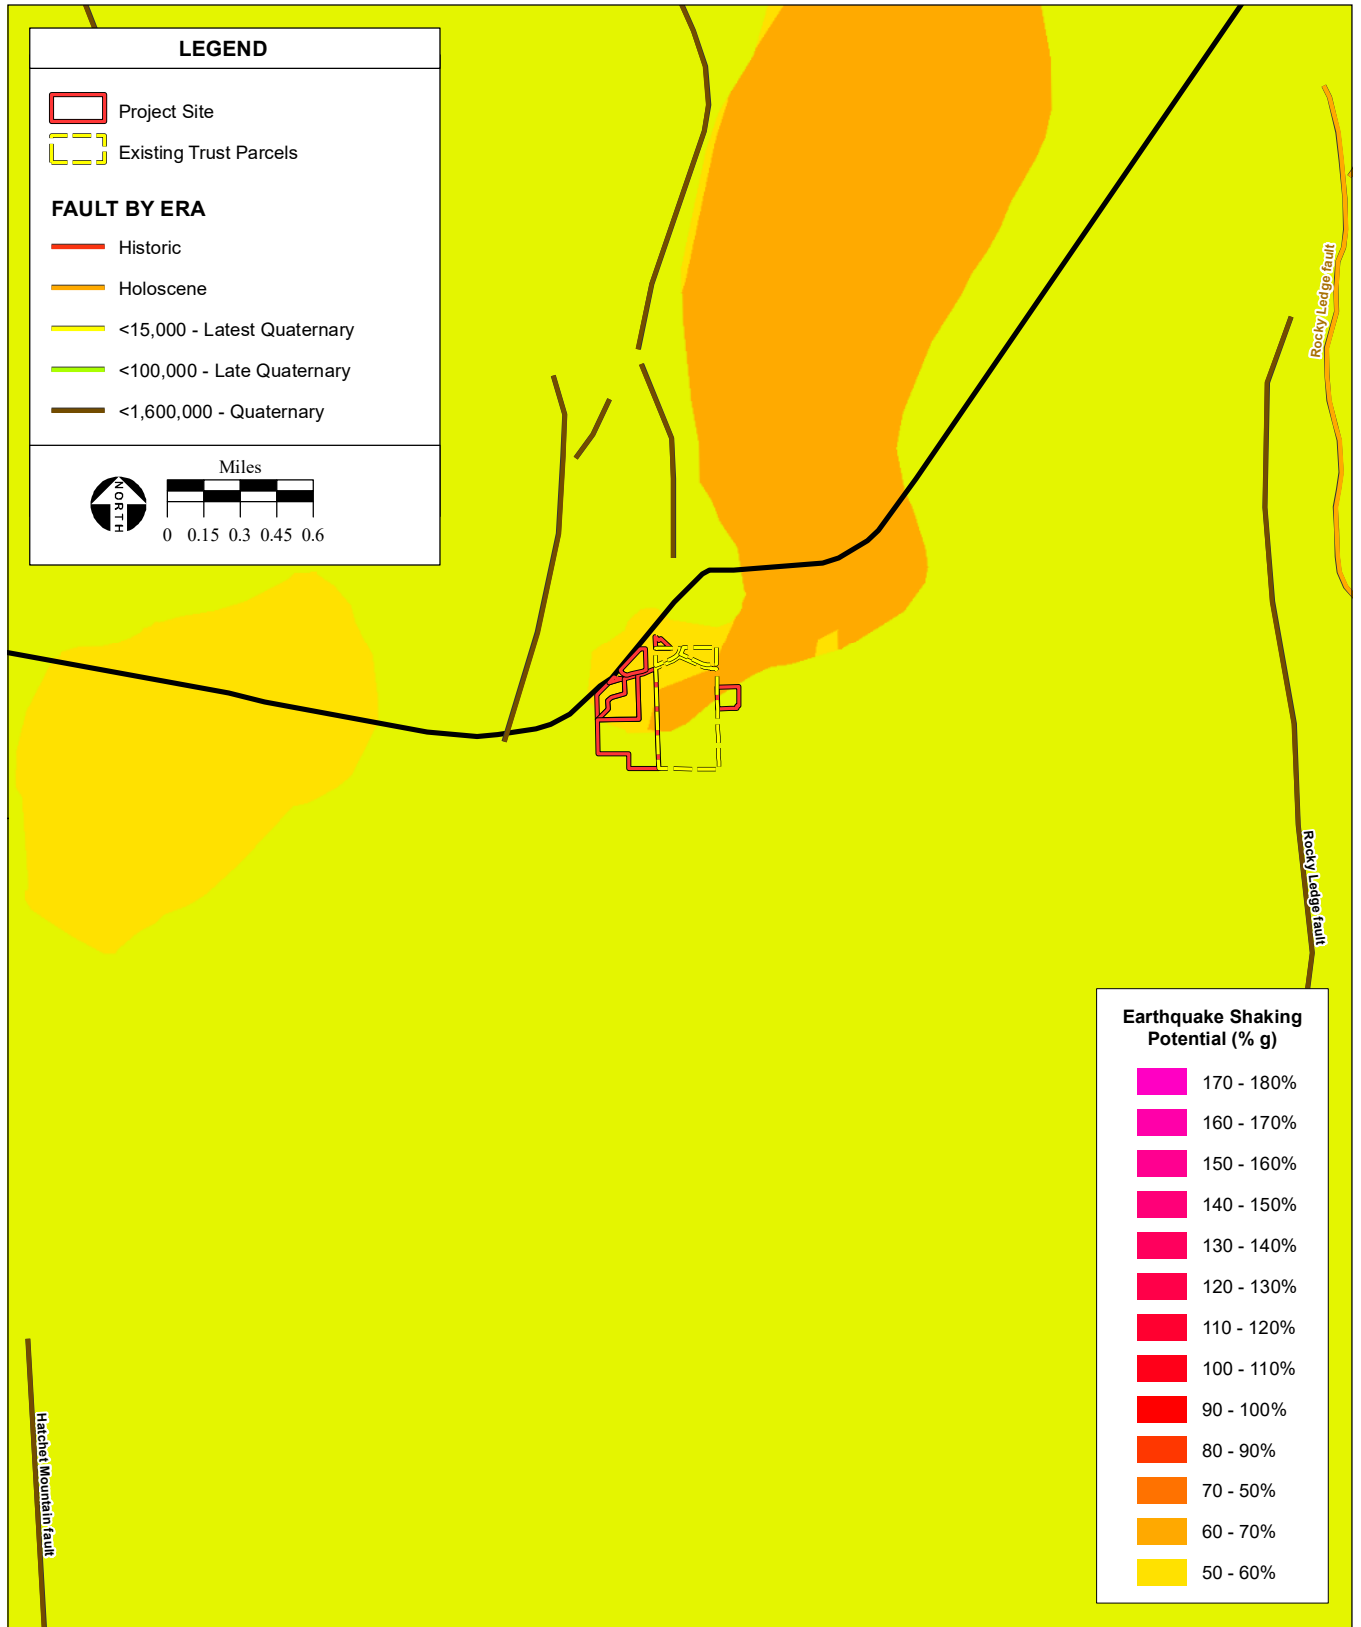 LEGEND
Project Site
Existing Trust Parcels
FAULT BY ERA
Historic
Holoscene
<15,000 - Latest Quaternary
<100,000 - Late Quaternary
<1,600,000 - Quaternary
NORTH
Miles
0 0.15 0.3 0.45 0.6
Rocky Ledge fault
Rocky Ledge fault
Hatchet Mountain fault
Earthquake Shaking
Potential (% g)
170 - 180%
160 - 170%
150 - 160%
140 - 150%
130 - 140%
120 - 130%
110 - 120%
100 - 110%
90 - 100%
80 - 90%
70 - 50%
60 - 70%
50 - 60%